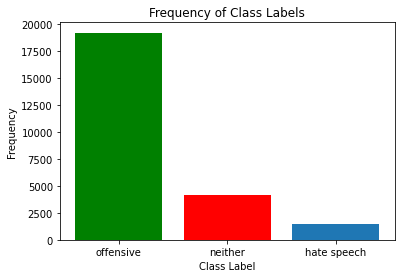 Frequency of Class Labels
20000
17500
15000
12500
10000
7500
5000
2500
0
Frequency
offensive neither hate speech
Class Label